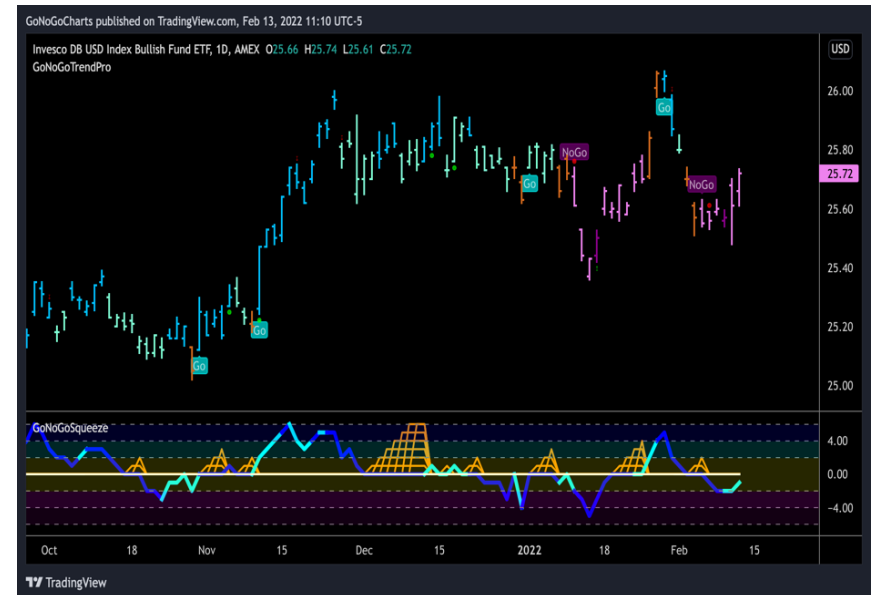 GoNoGoCharts published on TradingView.com, Feb 13, 2022 11:10 UTC-5
Invesco DB USD Index Bullish Fund ETF, 1D, AMEX O25.66 H25.74 L25.61 C25.72
USD
GoNoGoTrendPro
26.00
Go
25.80
NoGo
25.72
Go
NoGo
25.60
25.40
Go
25.20
Go
25.00
GoNoGoSqueeze
4.00
0.00
−4.00
Oct 18 Nov 15 Dec 15 2022 18 Feb 15
TradingView